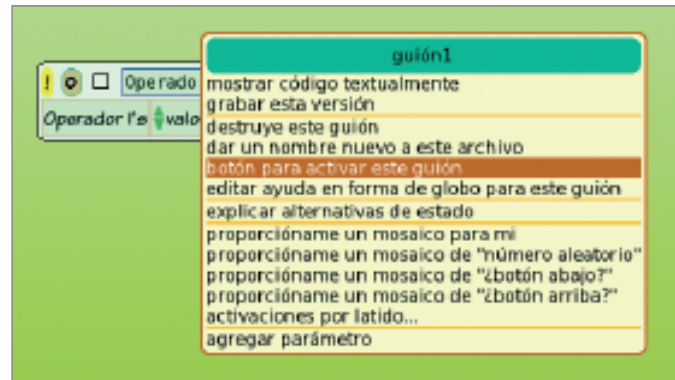 guión1
! Operado
Operador1's valo
mostrar código textualmente
grabar esta versión
destruye este guión
dar un nombre nuevo a este archivo
botón para activar este guión
editar ayuda en forma de globo para este guión
explicar alternativas de estado
proporcióname un mosaico para mi
proporcióname un mosaico de "número aleatorio"
proporcióname un mosaico de "¿botón abajo?"
proporcióname un mosaico de "¿botón arriba?"
activaciones por latido...
agregar parámetro